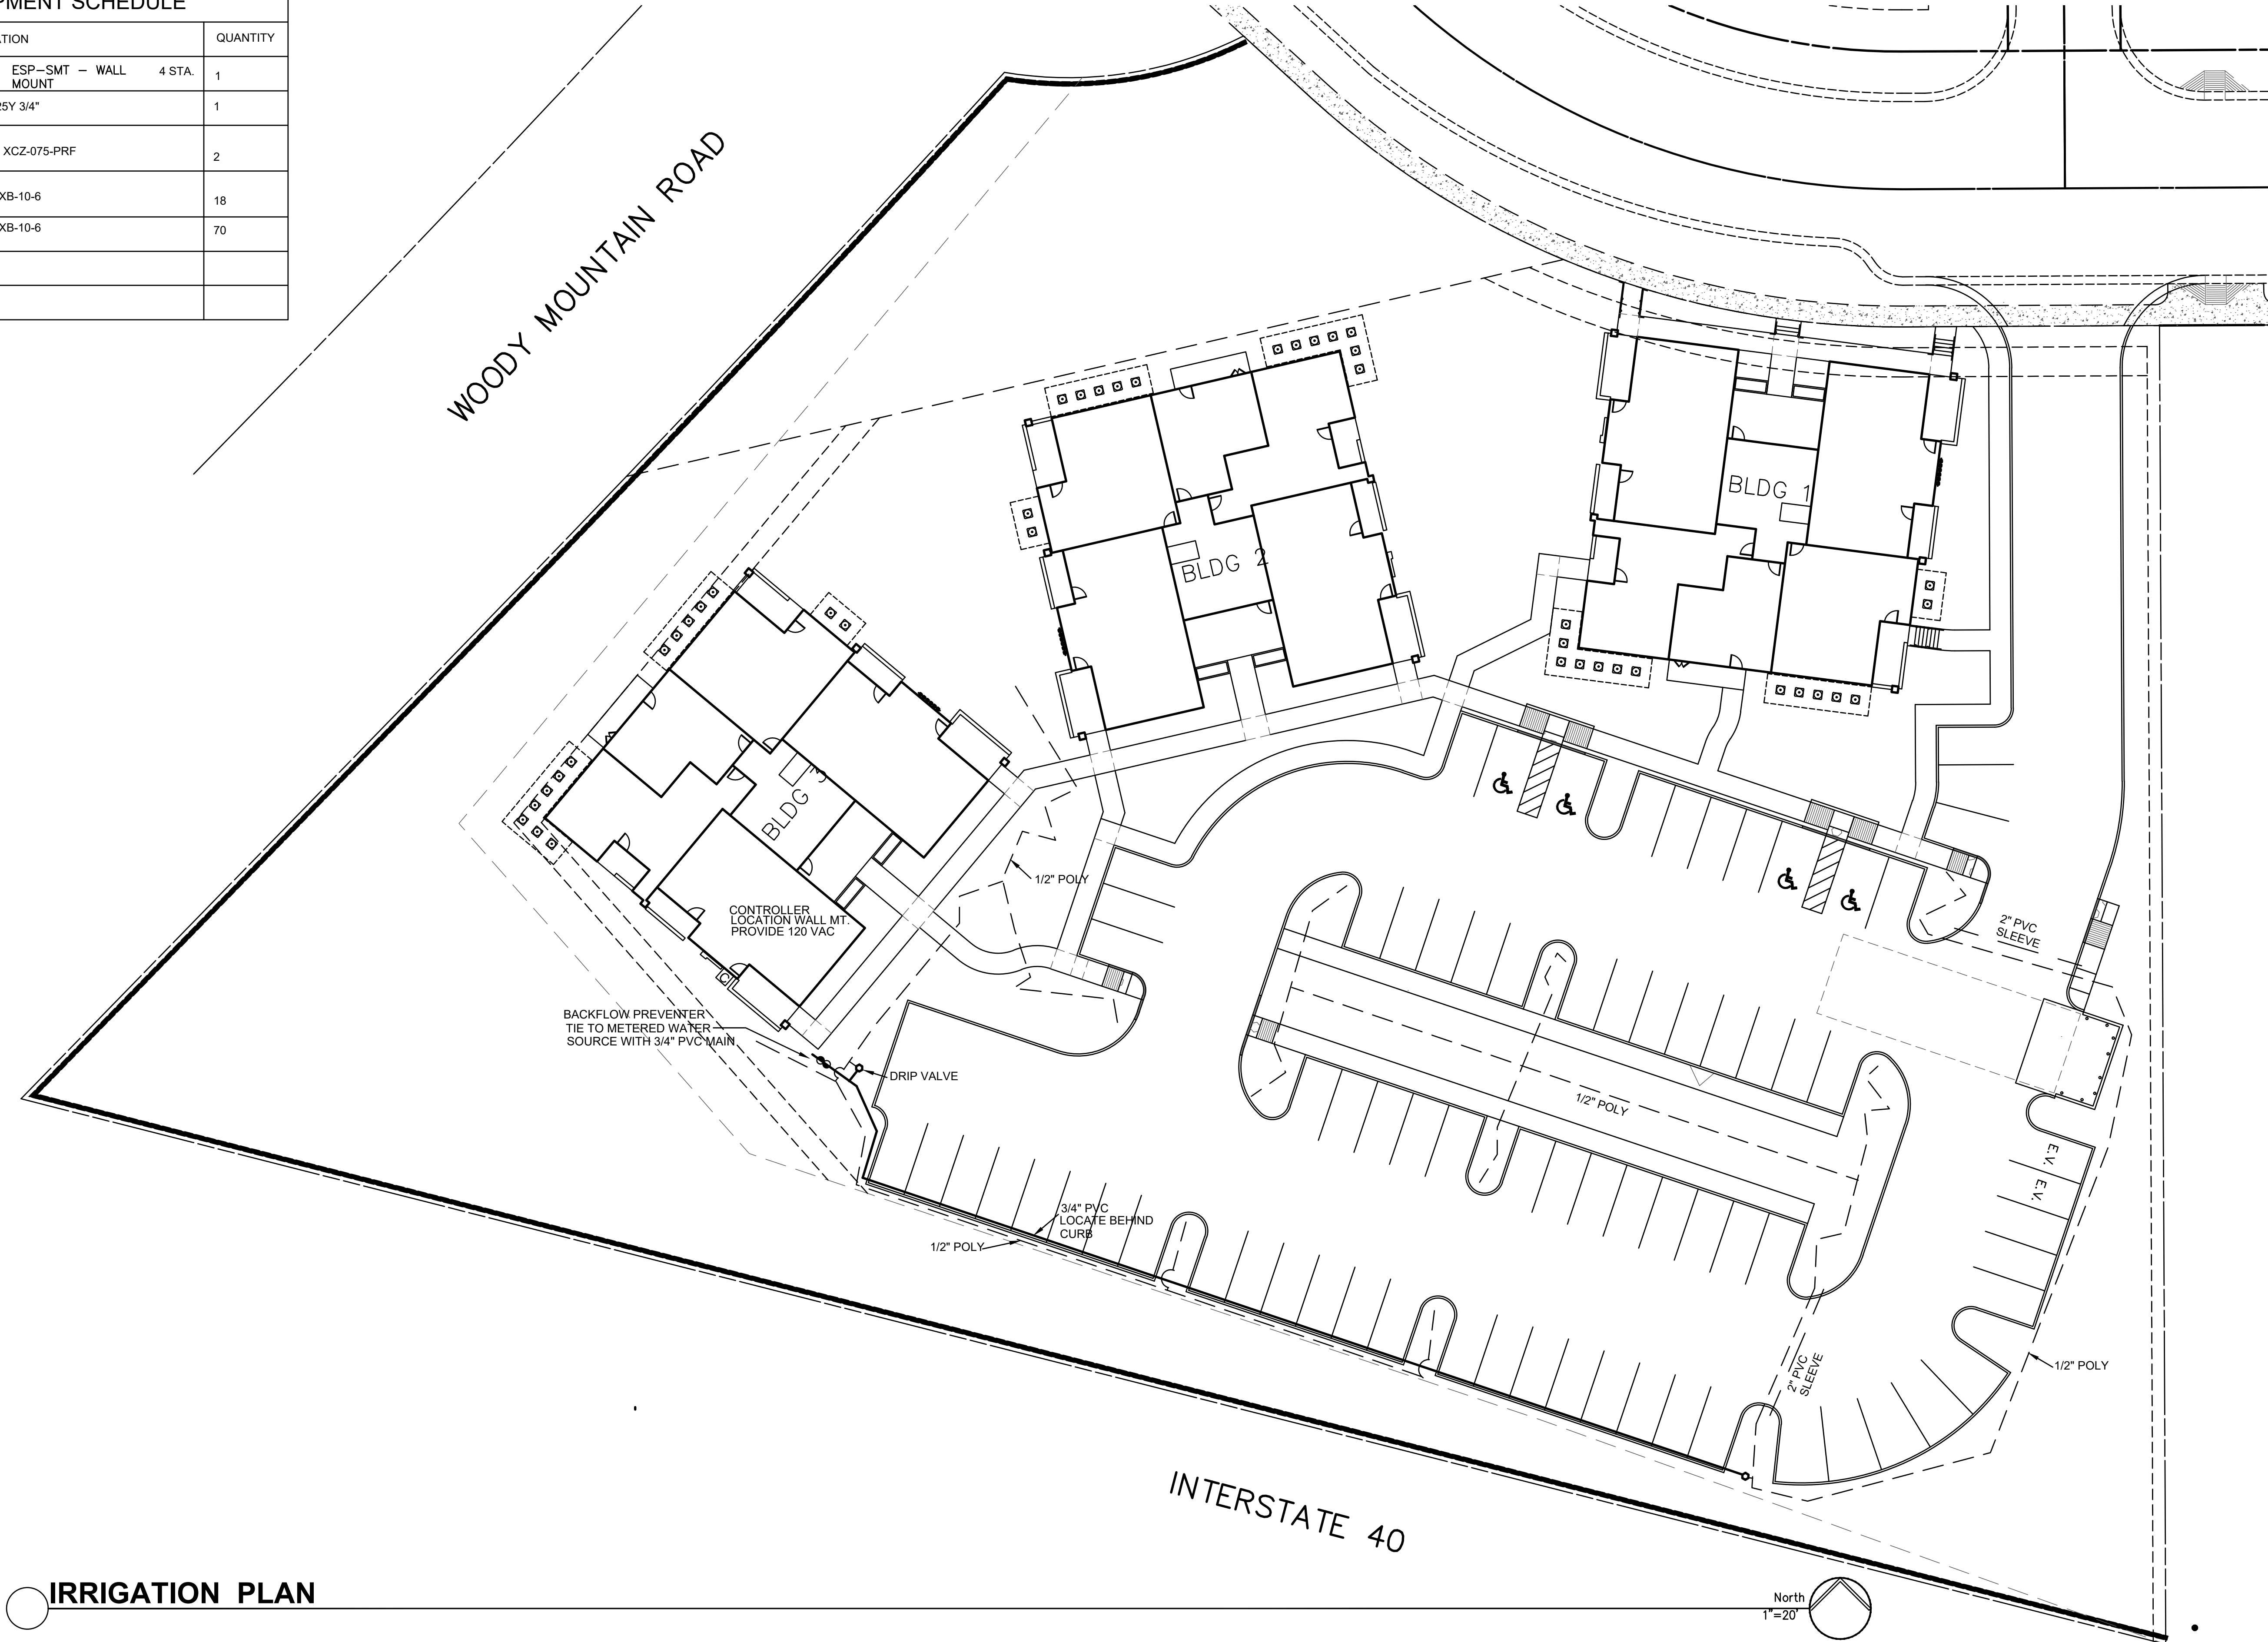 PMENT SCHEDULE
ATION QUANTITY
ESP-SMT - WALL 4 STA. 1
MOUNT
25Y 3/4" 1
XCZ-075-PRF 2
XB-10-6 18
XB-10-6 70
WOODY MOUNTAIN ROAD
BLDG 1
BLDG 2
BLDG 3
1/2" POLY
CONTROLLER
LOCATION WALL MT.
PROVIDE 120 VAC
2" PVC
SLEEVE
BACKFLOW PREVENTER
TIE TO METERED WATER
SOURCE WITH 3/4" PVC MAIN
DRIP VALVE
1/2" POLY
E.V.
E.V.
3/4" PVC
LOCATE BEHIND
CURB
1/2" POLY
2" PVC
SLEEVE
1/2" POLY
INTERSTATE 40
IRRIGATION PLAN
North
1"=20'